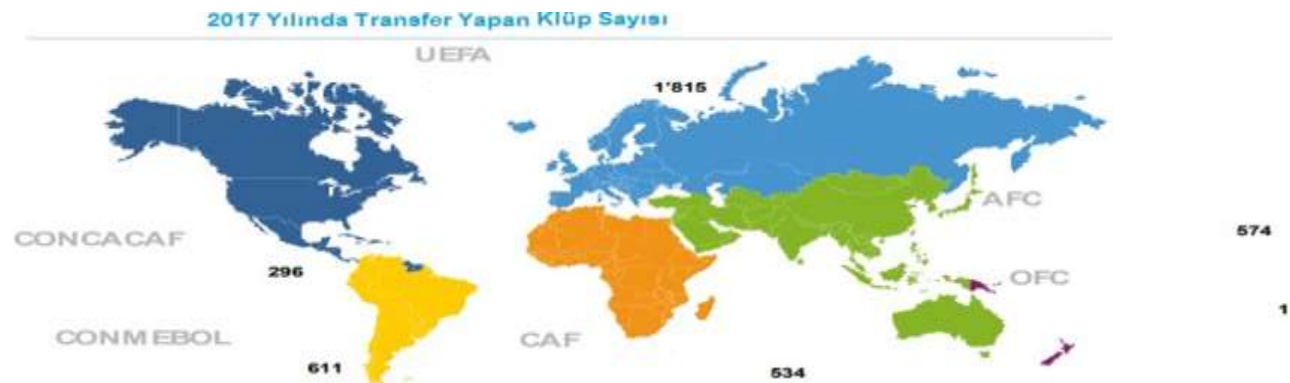 2017 Yılında Transfer Yapan Klüp Sayısı
UEFA
1'815
AFC
CONCACAF
574
296
OFC
1
CONMEBOL
CAF
611
534